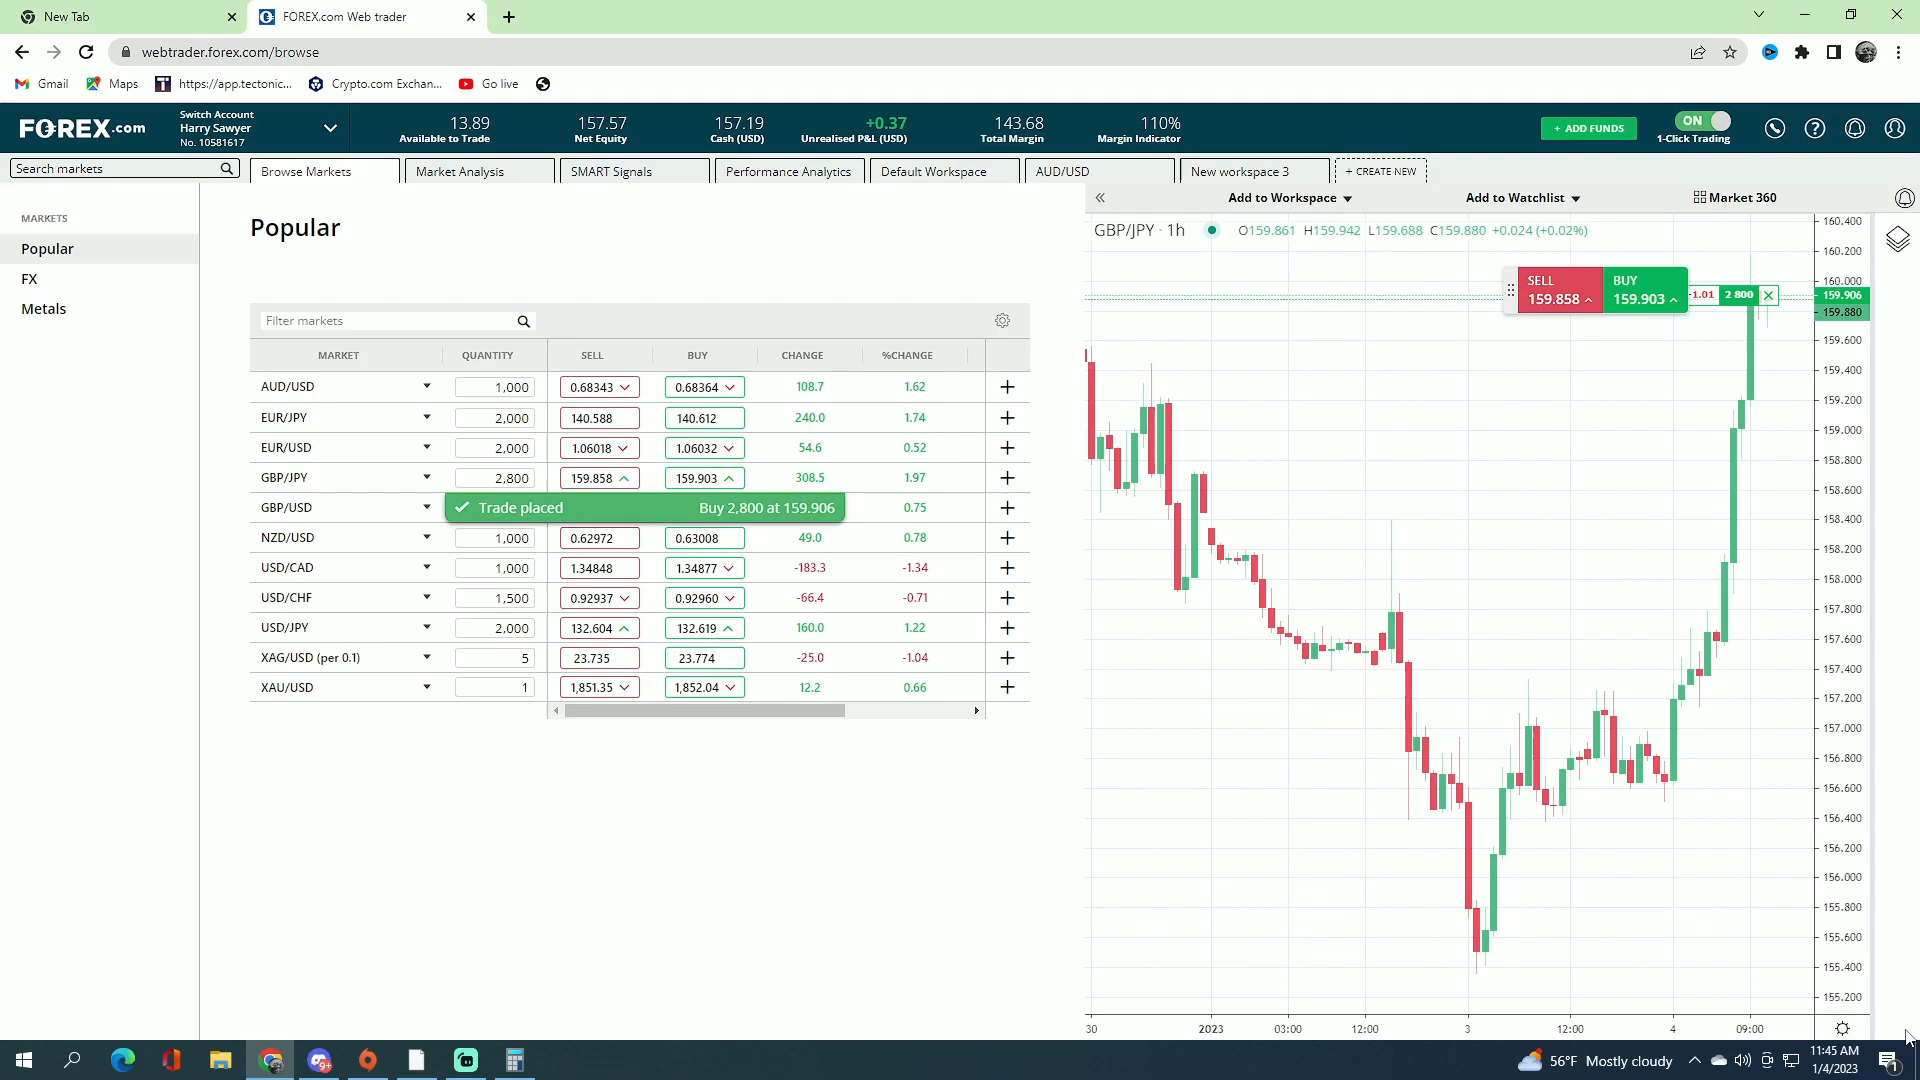 New Tab
FOREX.com Web trader
webtrader.forex.com/browse
Gmail
Maps
https://app.tectonic...
Crypto.com Exchan...
Go live
FOREX.com
Switch Account
Harry Sawyer
No. 10581617
13.89
Available to Trade
157.57
Net Equity
157.19
Cash (USD)
+0.37
Unrealised P&L (USD)
143.68
Total Margin
110%
Margin Indicator
+ ADD FUNDS
ON
1-Click Trading
Search markets
Browse Markets
Market Analysis
SMART Signals
Performance Analytics
Default Workspace
AUD/USD
New workspace 3
+ CREATE NEW
MARKETS
Popular
FX
Metals
Popular
Filter markets
MARKET QUANTITY SELL BUY CHANGE %CHANGE
AUD/USD 1,000 0.68343 0.68364 108.7 1.62
EUR/JPY 2,000 140.588 140.612 240.0 1.74
EUR/USD 2,000 1.06018 1.06032 54.6 0.52
GBP/JPY 2,800 159.858 159.903 308.5 1.97
GBP/USD Trade placed Buy 2,800 at 159.906 0.75
NZD/USD 1,000 0.62972 0.63008 49.0 0.78
USD/CAD 1,000 1.34848 1.34877 -183.3 -1.34
USD/CHF 1,500 0.92937 0.92960 -66.4 -0.71
USD/JPY 2,000 132.604 132.619 160.0 1.22
XAG/USD (per 0.1) 5 23.735 23.774 -25.0 -1.04
XAU/USD 1 1,851.35 1,852.04 12.2 0.66
Add to Workspace
Add to Watchlist
Market 360
GBP/JPY · 1h
O159.861 H159.942 L159.688 C159.880 +0.024 (+0.02%)
SELL
159.858
BUY
159.903
-1.01
2 800
160.400
160.200
160.000
159.906
159.880
159.600
159.400
159.200
159.000
158.800
158.600
158.400
158.200
158.000
157.800
157.600
157.400
157.200
157.000
156.800
156.600
156.400
156.200
156.000
155.800
155.600
155.400
155.200
30 2023 03:00 12:00 3 12:00 4 09:00
9+
56°F Mostly cloudy
11:45 AM
1/4/2023
1